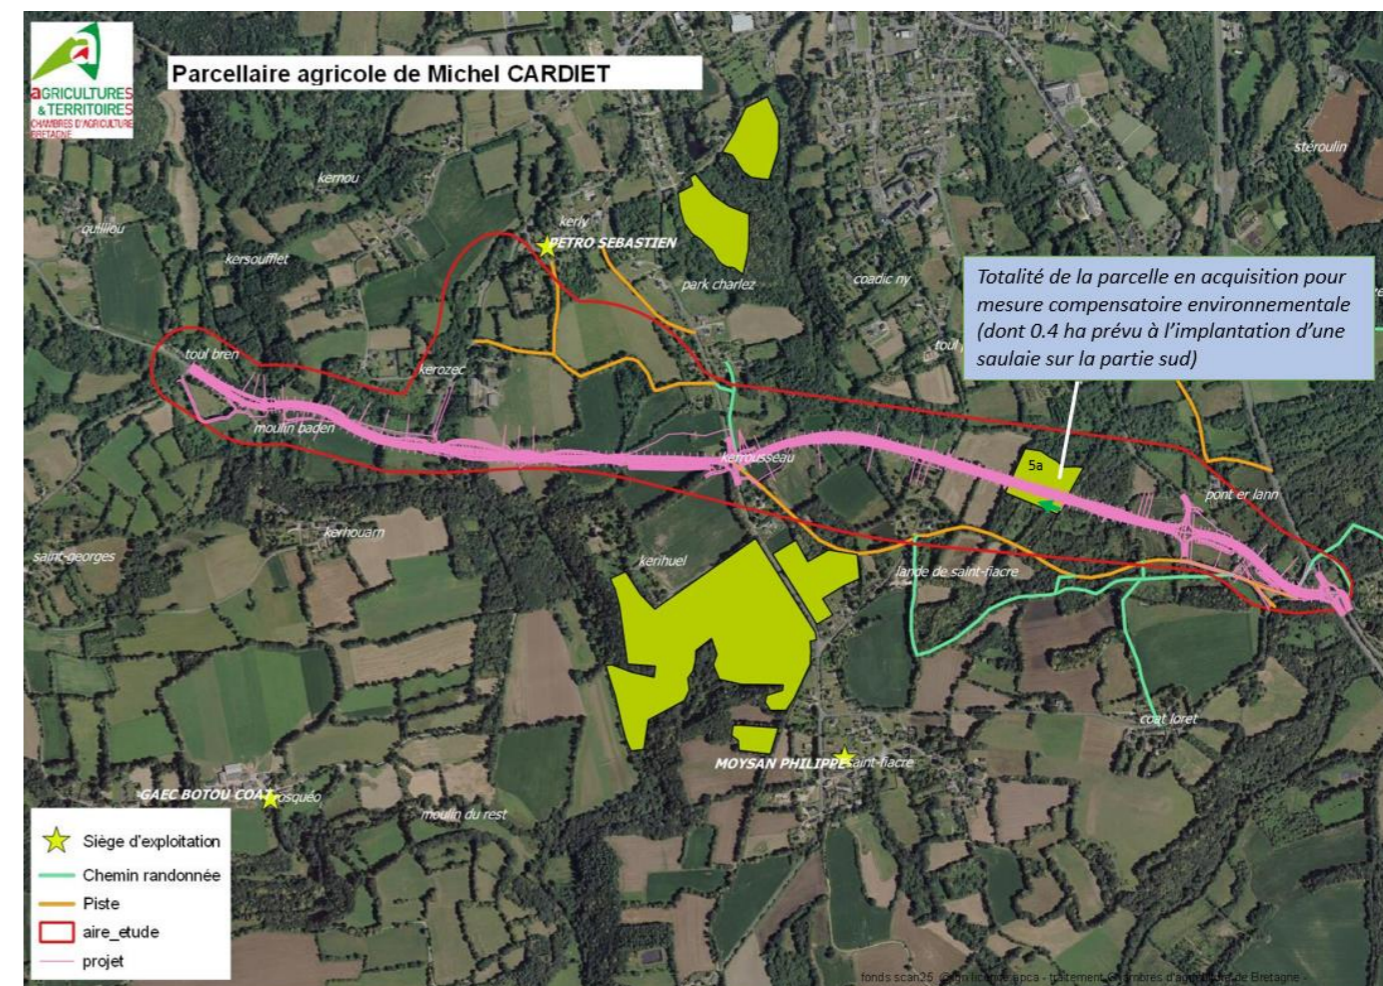 aGRICULTURES
& TERRITOIRES
CHAMBRES D'AGRICULTURE
BRETAGNE
Parcellaire agricole de Michel CARDIET
stéroulin
kernou
quilliou
kersoufflet
kerly
PETRO SEBASTIEN
park charlez
coadic ny
Totalité de la parcelle en acquisition pour
mesure compensatoire environnementale
(dont 0.4 ha prévu à l'implantation d'une
saulaie sur la partie sud)
toul
toul bren
kerozec
moulin baden
kerrousseau
5a
pont er lann
saint-georges
kerhouarn
kerihuel
lande de saint-fiacre
coat loret
MOYSAN PHILIPPE
saint-fiacre
GAEC BOTOU COAT
rosquéo
moulin du rest
Siège d'exploitation
Chemin randonnée
Piste
aire_etude
projet